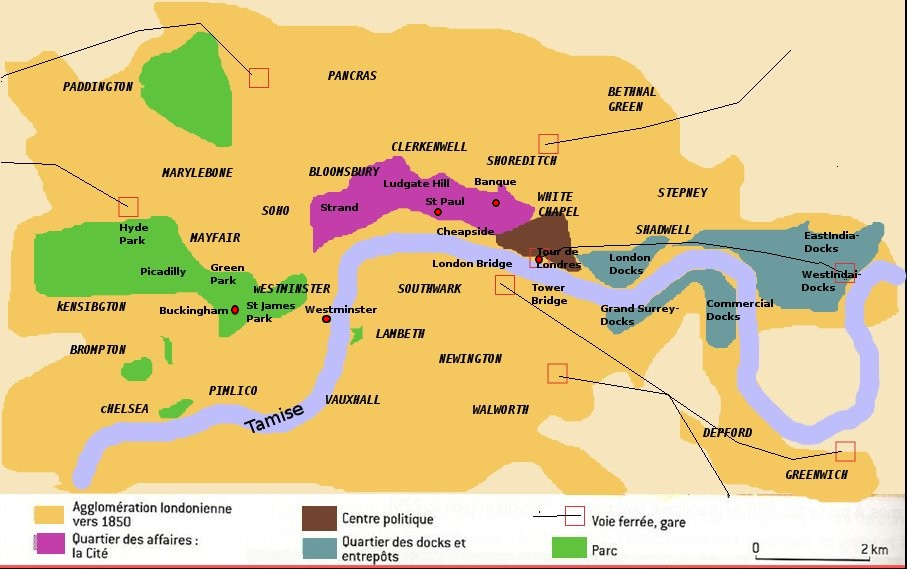 PANCRAS
PADDINGTON
BETHNAL
GREEN
CLERKENWELL
SHOREDITCH
MARYLEBONE
BLOOMSBURY
Ludgate Hill
Banque
STEPNEY
WHITE
CHAPEL
St Paul
Strand
SOHO
Hyde
Park
MAYFAIR
Cheapside
SHADWELL
EastIndia-
Docks
Tour de
Londres
London Bridge
London
Docks
Picadilly
Green
Park
WestIndai-
Docks
wESTMINSTER
SOUTHWARK
Tower
Bridge
kENSIBGTON
Buckingham
St James
Park
Westminster
Grand Surrey-
Docks
Commercial
Docks
LAMBETH
BROMPTON
NEWINGTON
PIMLICO
VAUXHALL
cHELSEA
WALWORTH
Tamise
DEPFORD
GREENWICH
Agglomération londonienne
vers 1850
Quartier des affaires :
la Cité
Centre politique
Quartier des docks et
entrepôts
Voie ferrée, gare
Parc
0 2 km